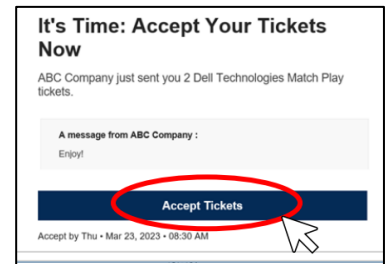 It's Time: Accept Your Tickets
Now
ABC Company just sent you 2 Dell Technologies Match Play
tickets.
A message from ABC Company :
Enjoy!
Accept Tickets
Accept by Thu • Mar 23, 2023 • 08:30 AM